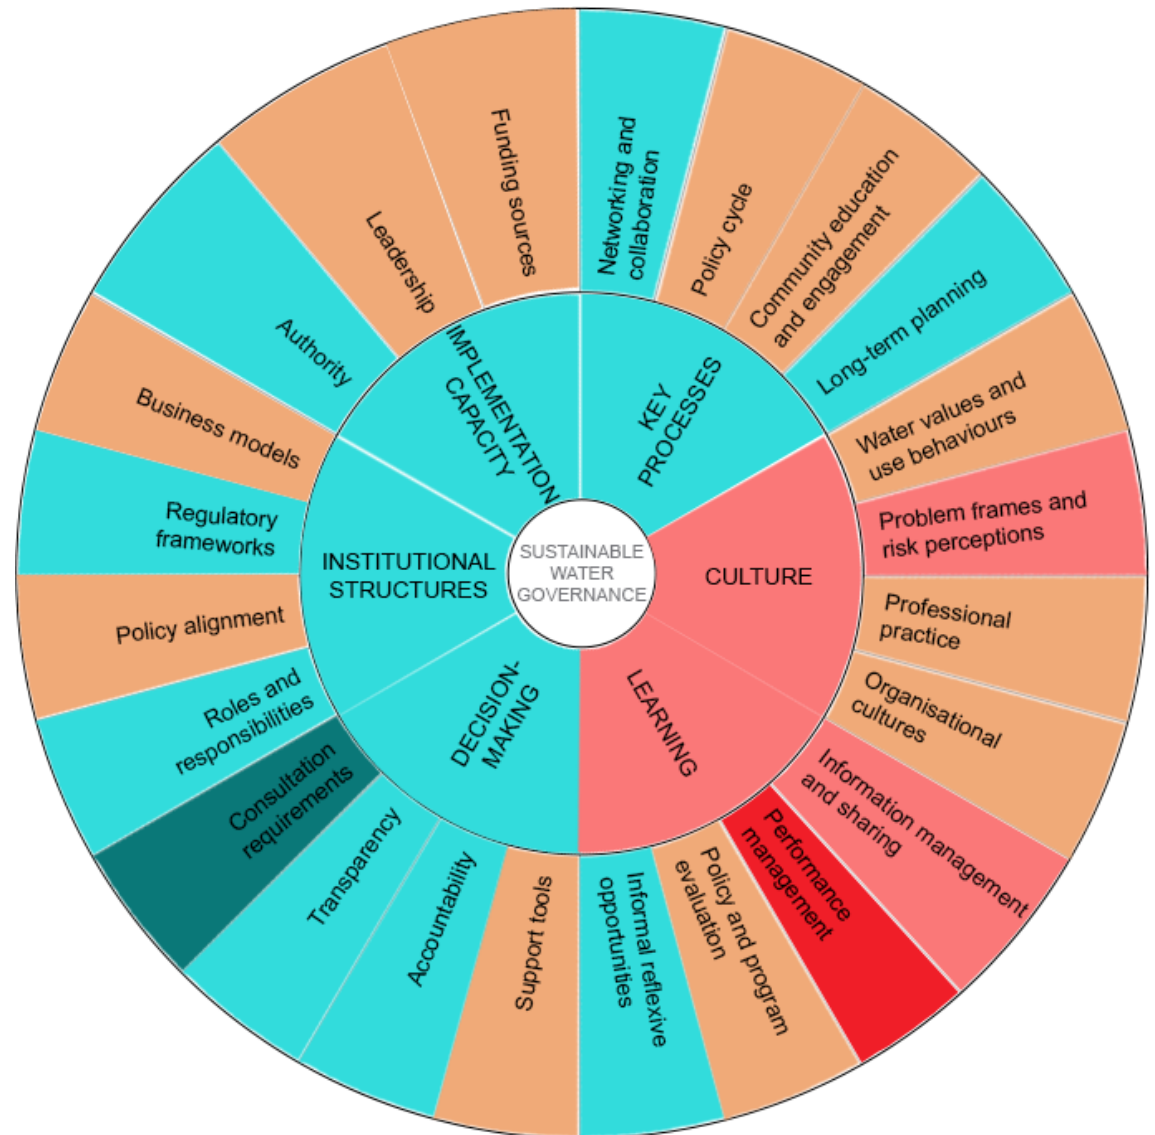 SUSTAINABLE
WATER
GOVERNANCE
KEY
PROCESSES
CULTURE
LEARNING
DECISION-
MAKING
INSTITUTIONAL
STRUCTURES
IMPLEMENTATION
CAPACITY
Networking and
collaboration
Policy cycle
Community education
and engagement
Long-term planning
Water values and
use behaviours
Problem frames and
risk perceptions
Professional
practice
Organisational
cultures
Information management
and sharing
Performance
management
Policy and program
evaluation
Informal reflexive
opportunities
Support tools
Accountability
Transparency
Consultation
requirements
Roles and
responsibilities
Policy alignment
Regulatory
frameworks
Business models
Authority
Leadership
Funding sources